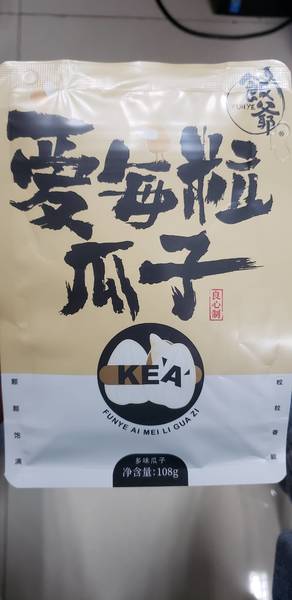 饭爷
FUNYE
爱每粒
瓜子
良心制
KEA
FUNYE AI MEI LI GUA ZI
颗颗饱满
粒粒香脆
多味瓜子
净含量:108g